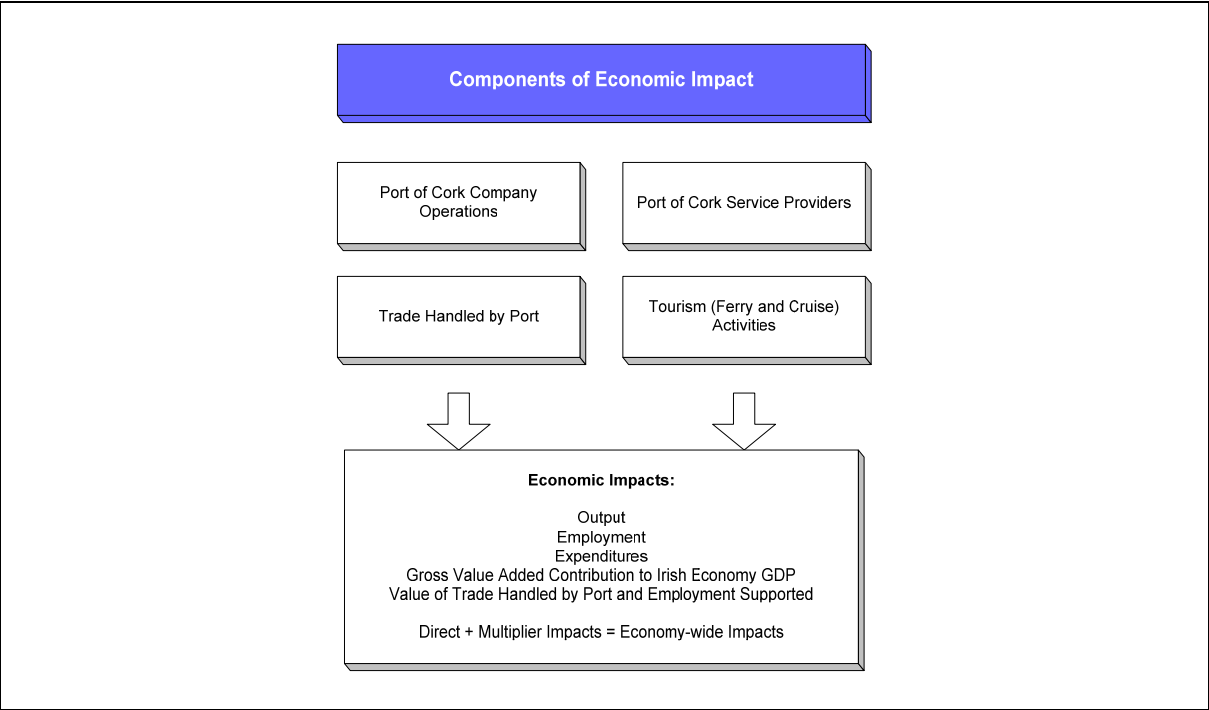 Components of Economic Impact
Port of Cork Company
Operations
Port of Cork Service Providers
Trade Handled by Port
Tourism (Ferry and Cruise)
Activities
Economic Impacts:
Output
Employment
Expenditures
Gross Value Added Contribution to Irish Economy GDP
Value of Trade Handled by Port and Employment Supported
Direct + Multiplier Impacts = Economy-wide Impacts